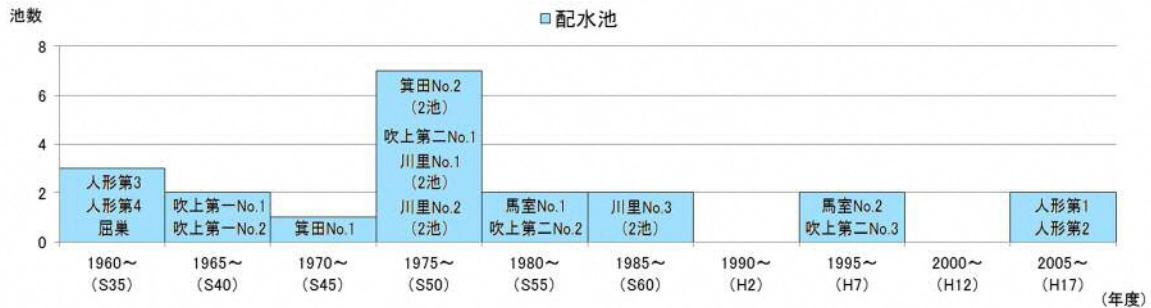 池数
配水池
8
6
4
2
0
人形第3
人形第4
屈巣
吹上第一No.1
吹上第一No.2
箕田No.1
箕田No.2
(2池)
吹上第二No.1
川里No.1
(2池)
川里No.2
(2池)
馬室No.1
吹上第二No.2
川里No.3
(2池)
馬室No.2
吹上第二No.3
人形第1
人形第2
1960～ 1965～ 1970～ 1975～ 1980～ 1985～ 1990～ 1995～ 2000～ 2005～
(S35) (S40) (S45) (S50) (S55) (S60) (H2) (H7) (H12) (H17)
(年度)